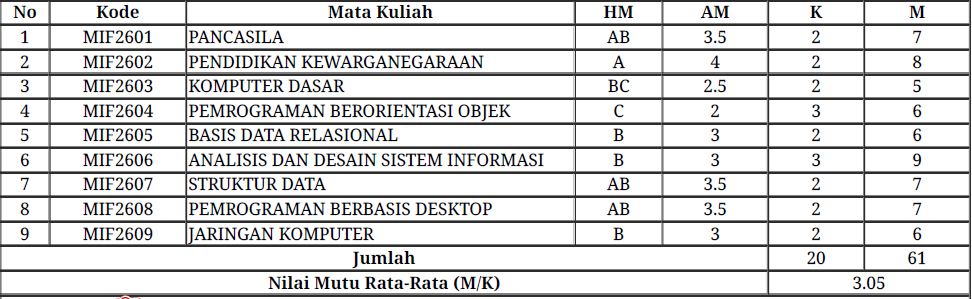 No Kode Mata Kuliah HM AM K M
1 MIF2601 PANCASILA AB 3.5 2 7
2 MIF2602 PENDIDIKAN KEWARGANEGARAAN A 4 2 8
3 MIF2603 KOMPUTER DASAR BC 2.5 2 5
4 MIF2604 PEMROGRAMAN BERORIENTASI OBJEK C 2 3 6
5 MIF2605 BASIS DATA RELASIONAL B 3 2 6
6 MIF2606 ANALISIS DAN DESAIN SISTEM INFORMASI B 3 3 9
7 MIF2607 STRUKTUR DATA AB 3.5 2 7
8 MIF2608 PEMROGRAMAN BERBASIS DESKTOP AB 3.5 2 7
9 MIF2609 JARINGAN KOMPUTER B 3 2 6
Jumlah 20 61
Nilai Mutu Rata-Rata (M/K) 3.05